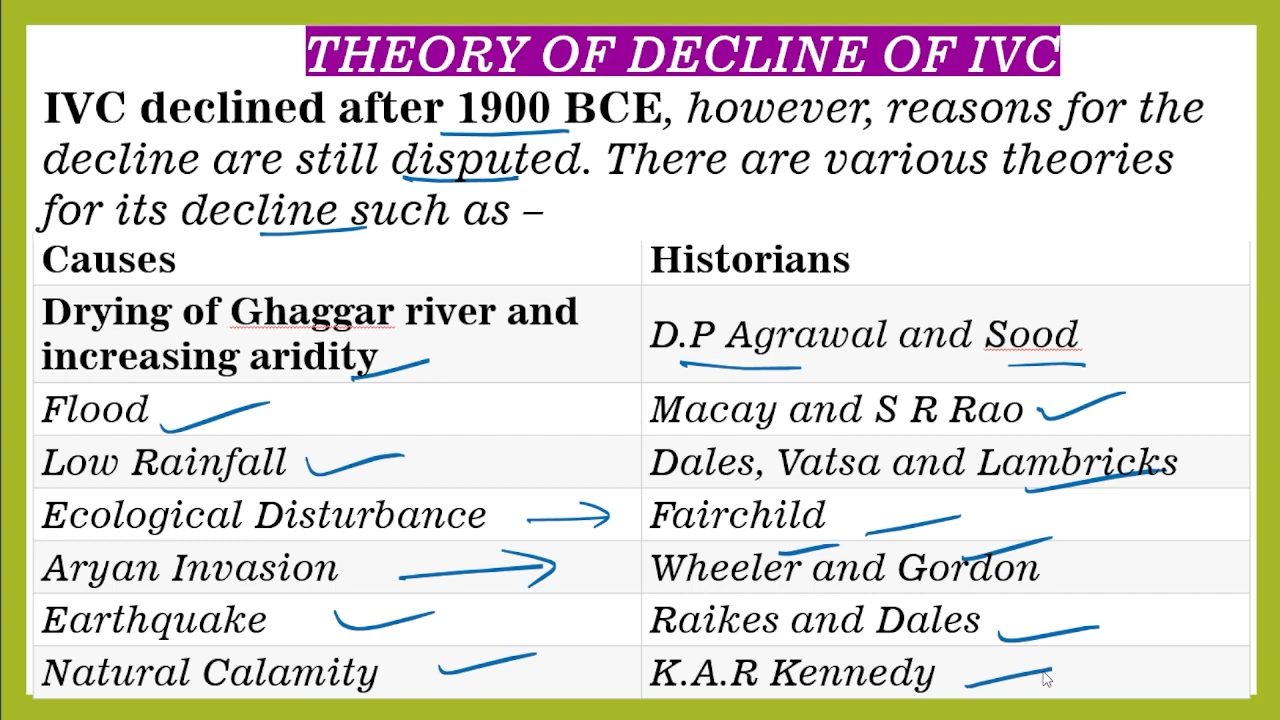 THEORY OF DECLINE OF IVC
IVC declined after 1900 BCE, however, reasons for the
decline are still disputed. There are various theories
for its decline such as –
Causes
Historians
Drying of Ghaggar river and
increasing aridity
D.P Agrawal and Sood
Flood
Macay and S R Rao
Low Rainfall
Dales, Vatsa and Lambricks
Ecological Disturbance
Fairchild
Aryan Invasion
Wheeler and Gordon
Earthquake
Raikes and Dales
Natural Calamity
K.A.R Kennedy